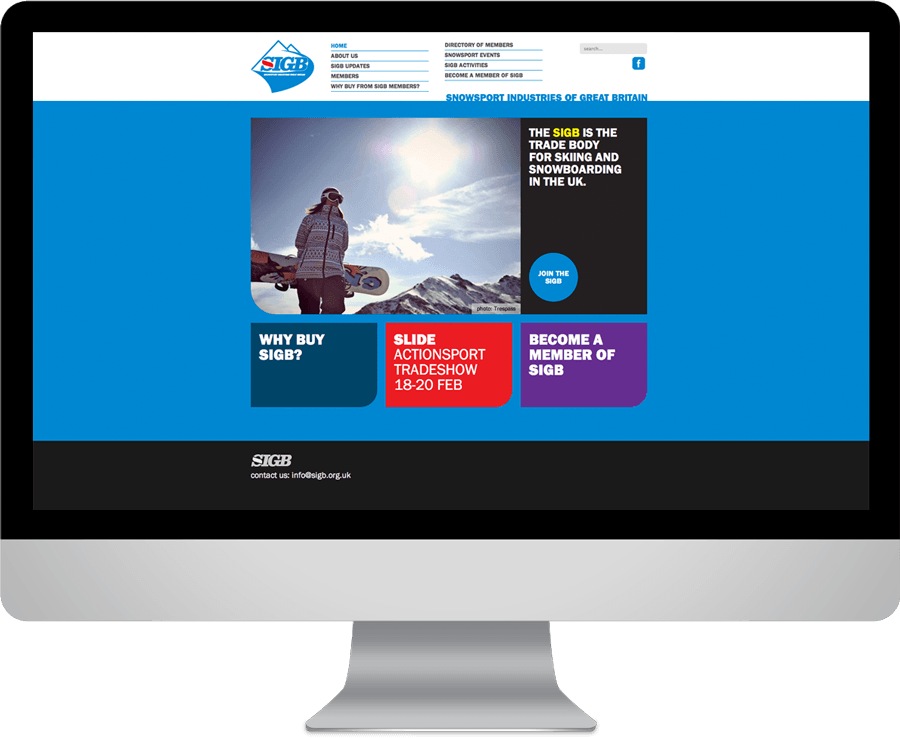 SIGB
HOME
ABOUT US
SIGB UPDATES
MEMBERS
WHY BUY FROM SIGB MEMBERS?
DIRECTORY OF MEMBERS
SNOWSPORT EVENTS
SIGB ACTIVITIES
BECOME A MEMBER OF SIGB
search...
f
SNOWSPORT INDUSTRIES OF GREAT BRITAIN
THE SIGB IS THE
TRADE BODY
FOR SKIING AND
SNOWBOARDING
IN THE UK.
JOIN THE
SIGB
photo: Trespass
WHY BUY
SIGB?
SLIDE
ACTIONSPORT
TRADESHOW
18-20 FEB
BECOME A
MEMBER OF
SIGB
SIGB
contact us: info@sigb.org.uk